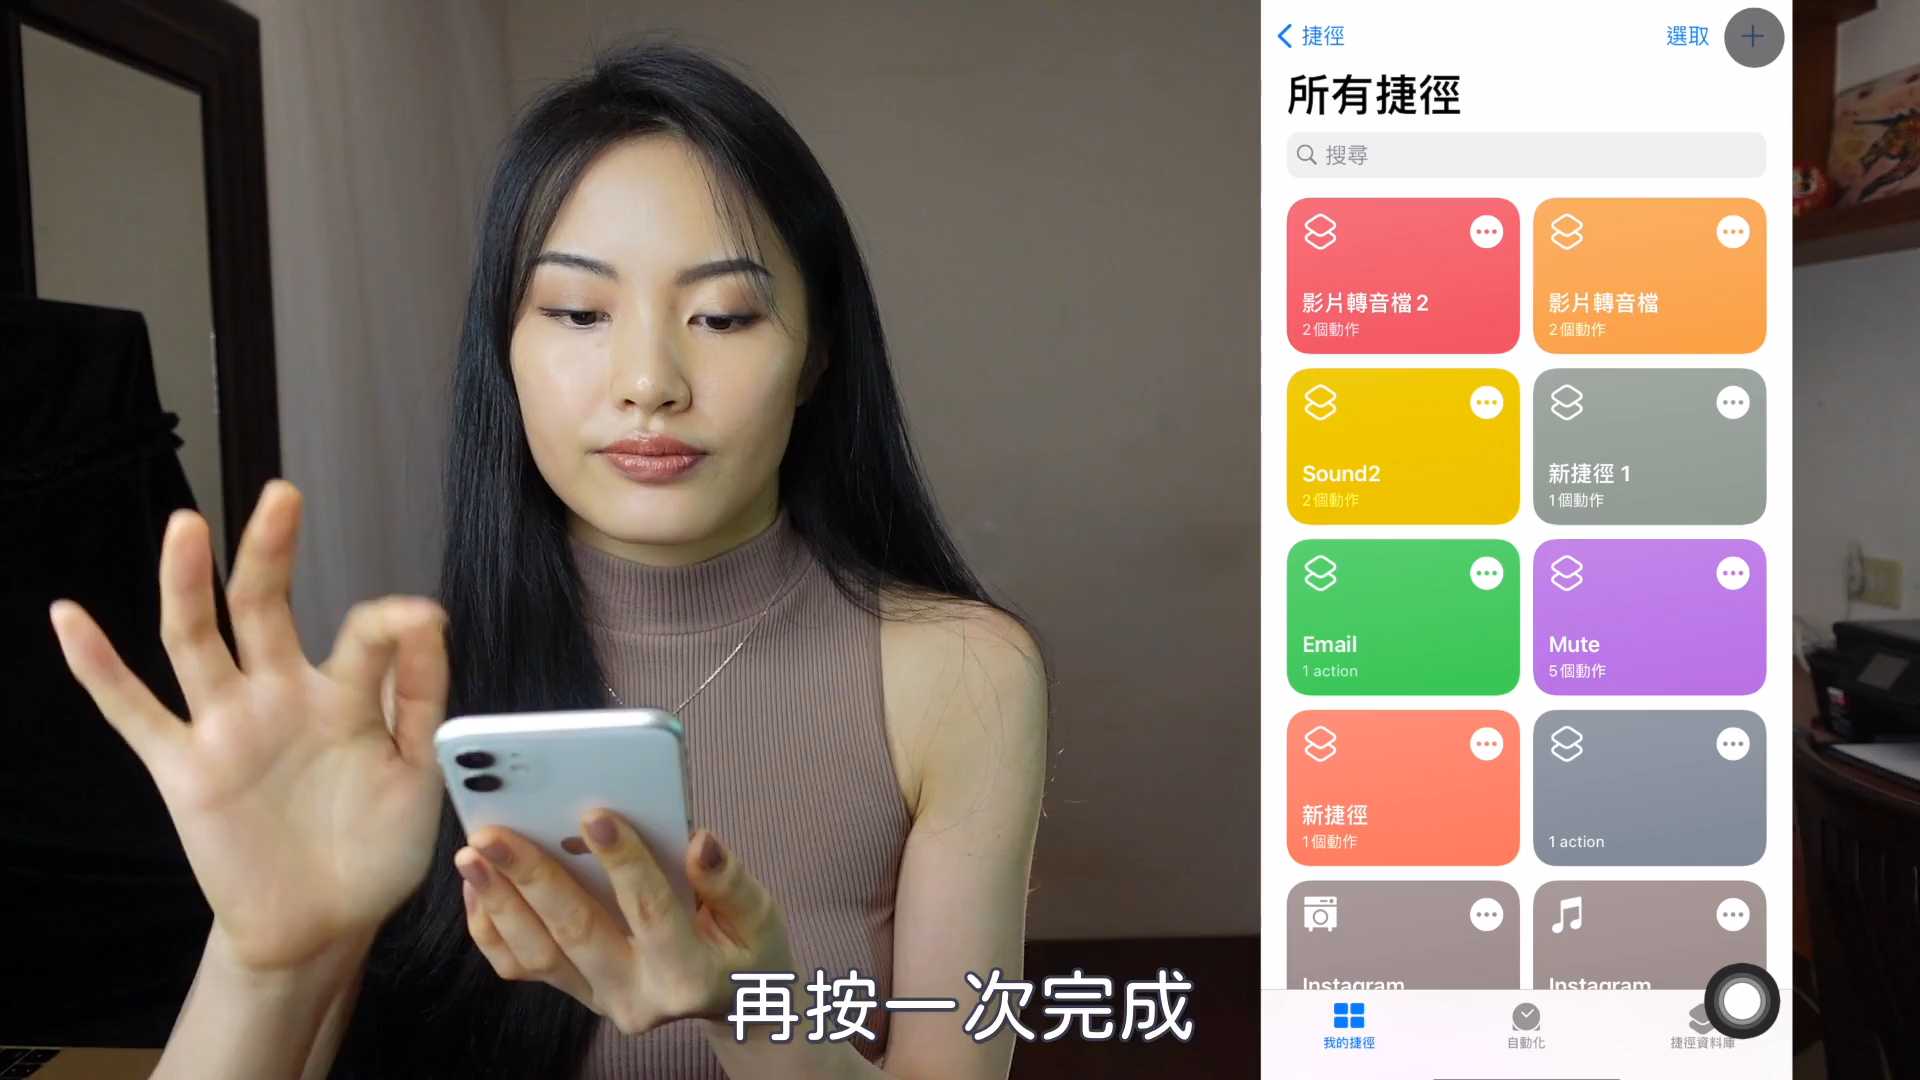 捷徑
選取
所有捷徑
搜尋
影片轉音檔 2
2 個動作
影片轉音檔
2 個動作
Sound2
2 個動作
新捷徑 1
1 個動作
Email
1 action
Mute
5 個動作
新捷徑
1 個動作
1 action
Instagram
Instagram
再按一次完成
我的捷徑
自動化
捷徑資料庫